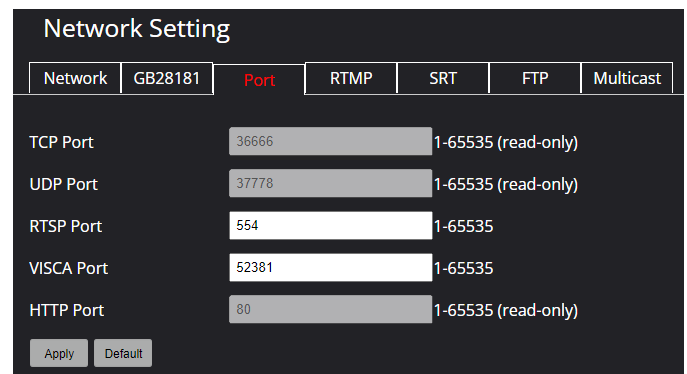 Network Setting
Network GB28181 Port RTMP SRT FTP Multicast
TCP Port 36666 1-65535 (read-only)
UDP Port 37778 1-65535 (read-only)
RTSP Port 554 1-65535
VISCA Port 52381 1-65535
HTTP Port 80 1-65535 (read-only)
Apply Default